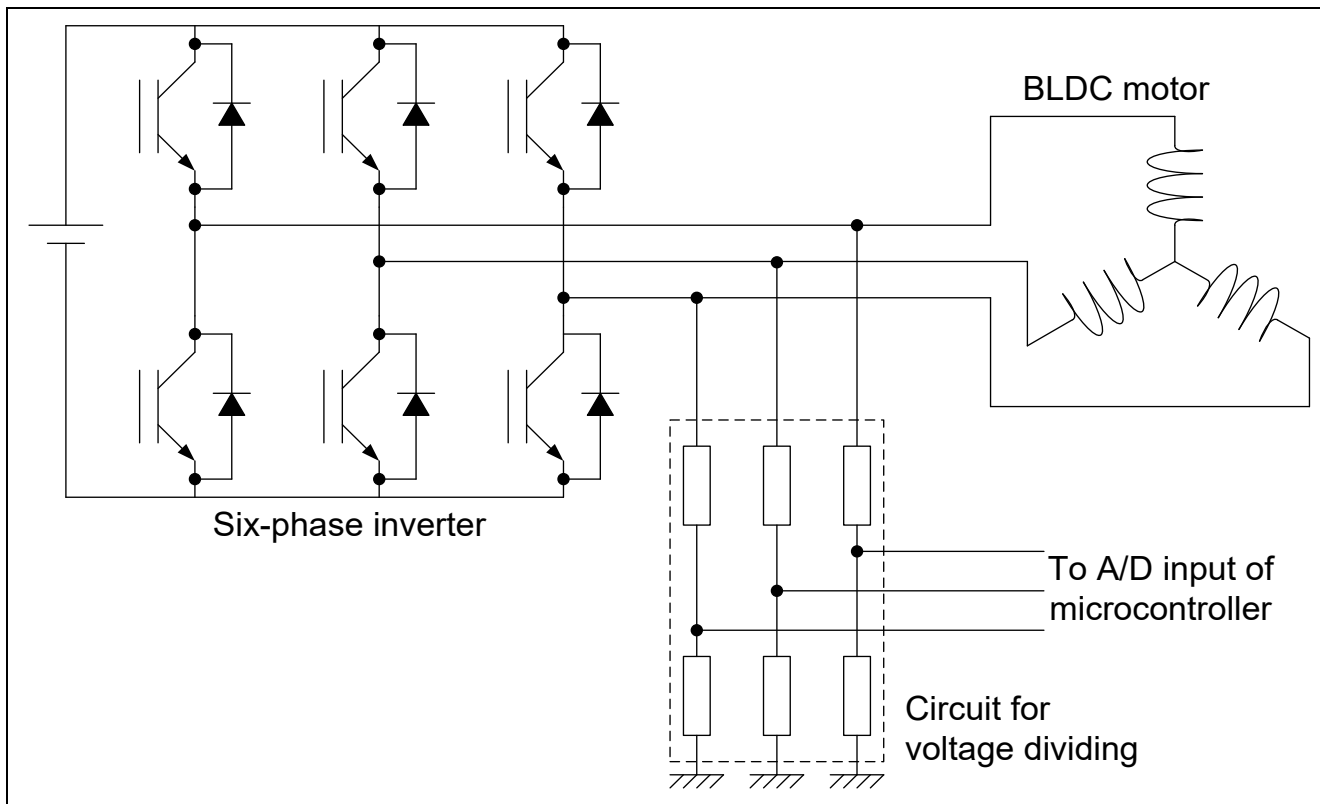 BLDC motor
Six-phase inverter
To A/D input of
microcontroller
Circuit for
voltage dividing